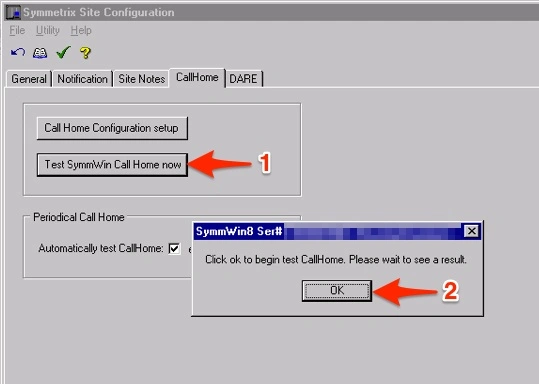 Symmetrix Site Configuration
File Utility Help
General Notification Site Notes CallHome DARE
Call Home Configuration setup
Test SymmWin Call Home now
1
Periodical Call Home
Automatically test CallHome:
SymmWin8 Ser#
Click ok to begin test CallHome. Please wait to see a result.
OK
2